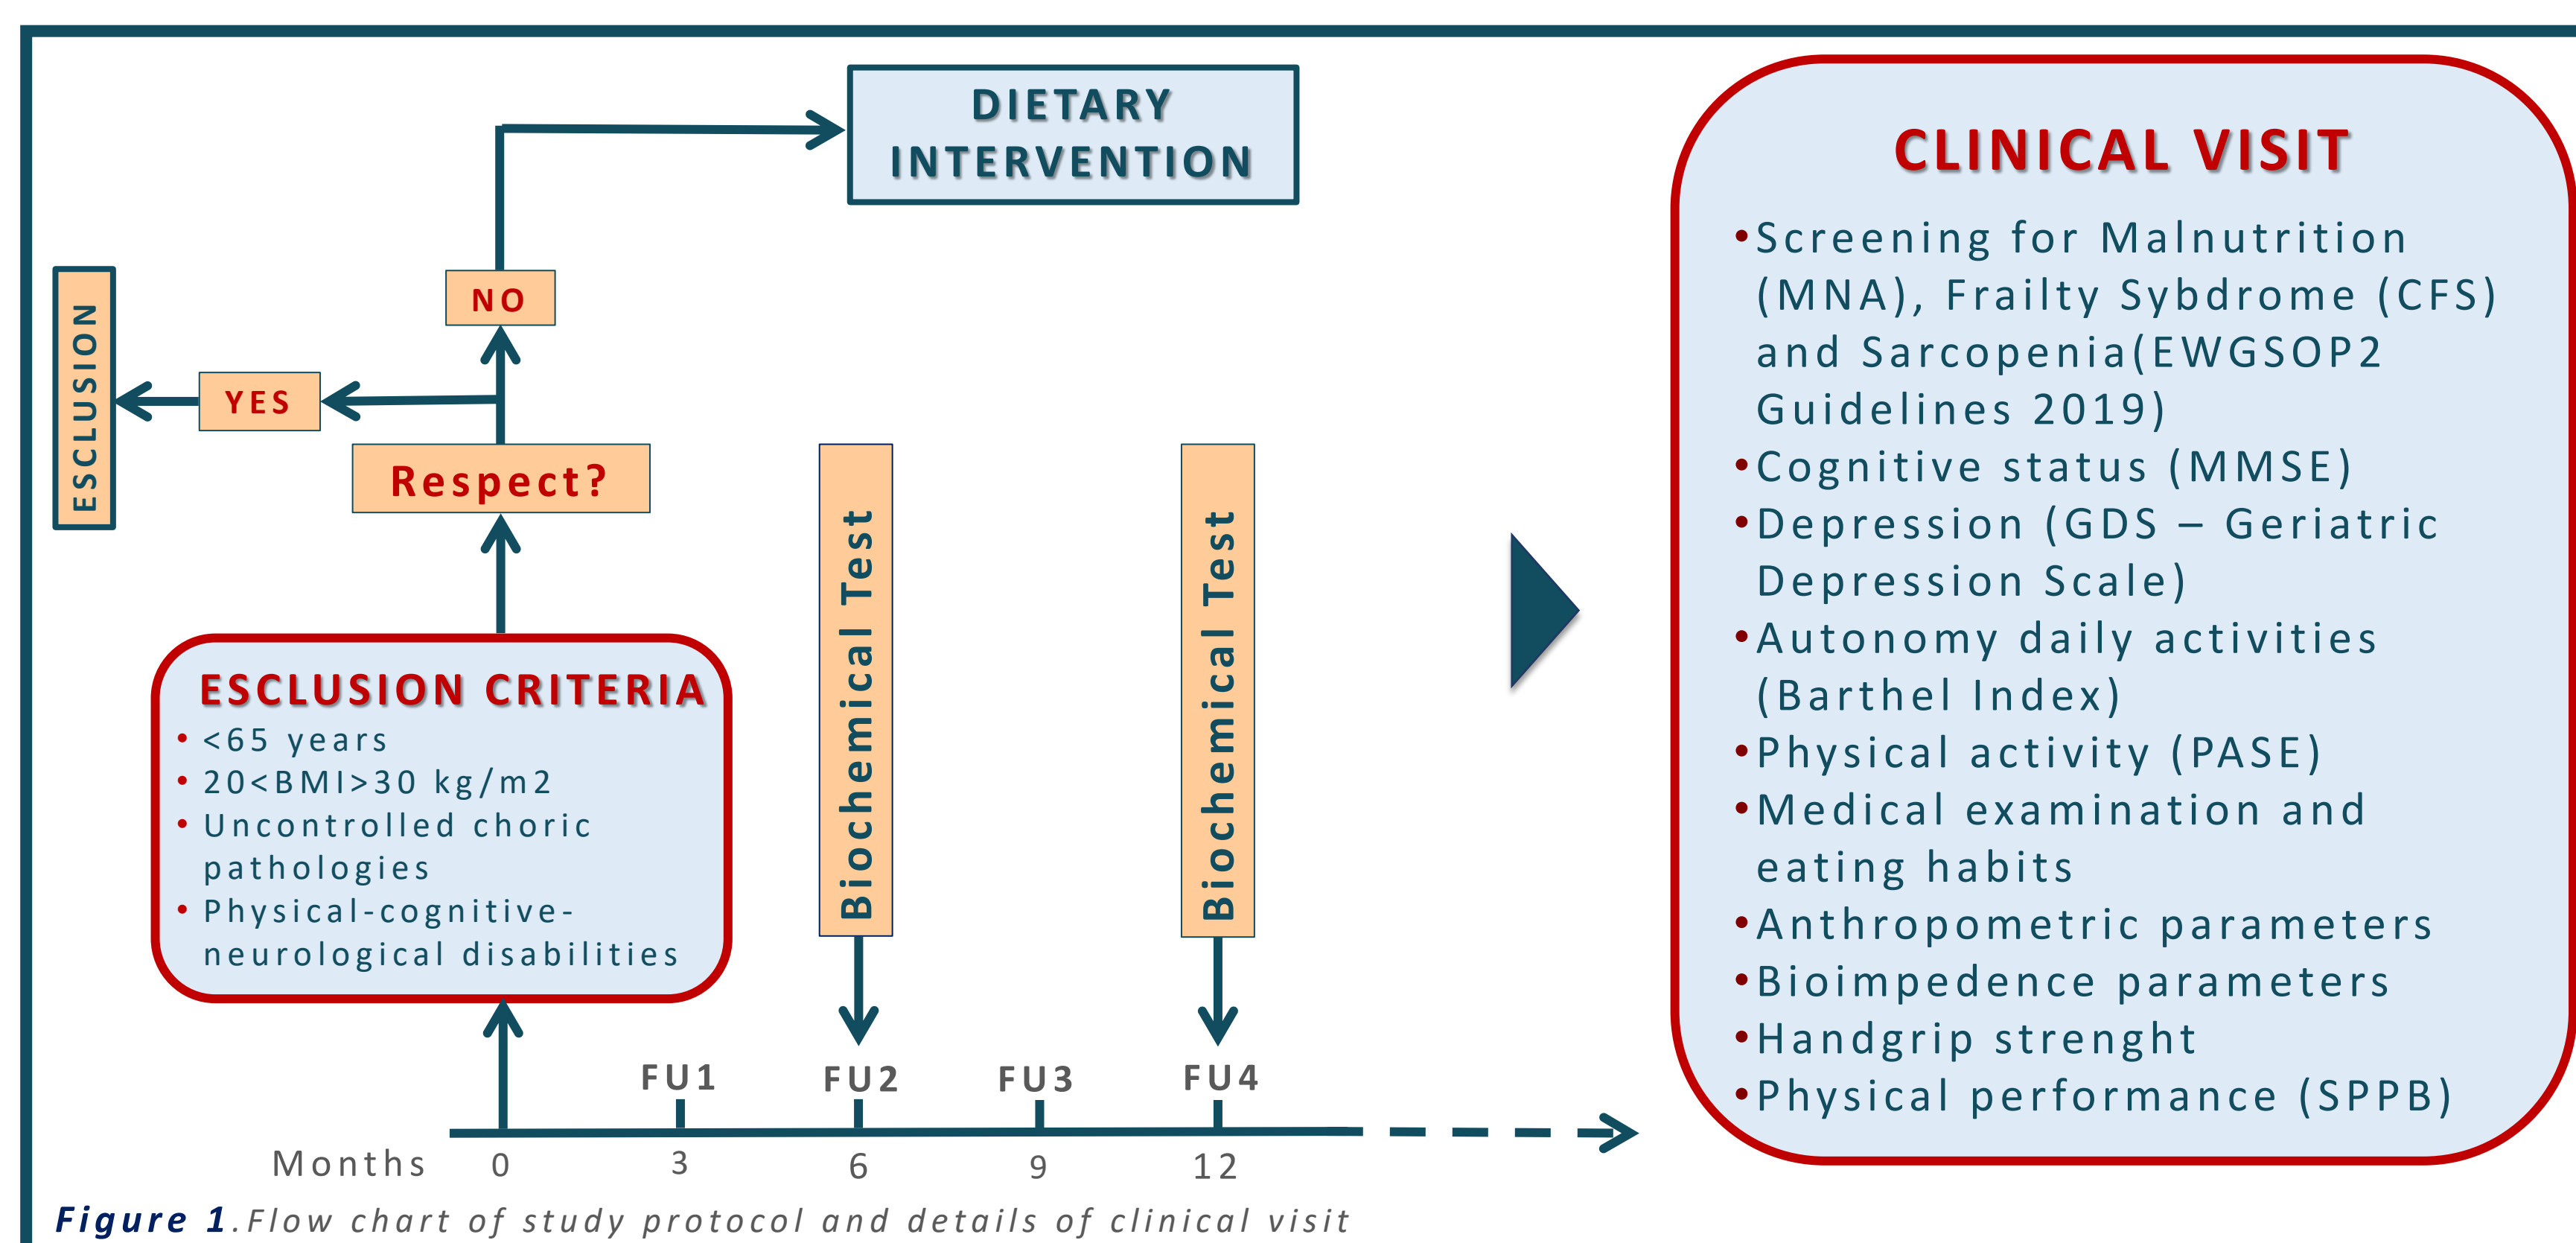 DIETARY
INTERVENTION
NO
YES
ESCLUSION
Respect?
ESCLUSION CRITERIA
• <65 years
• 20<BMI>30 kg/m2
• Uncontrolled choric
pathologies
• Physical-cognitive-
neurological disabilities
Biochemical Test
Biochemical Test
FU1
FU2
FU3
FU4
Months
0
3
6
9
12
Figure 1.Flow chart of study protocol and details of clinical visit
CLINICAL VISIT
•Screening for Malnutrition
(MNA), Frailty Sybdrome (CFS)
and Sarcopenia(EWGSOP2
Guidelines 2019)
•Cognitive status (MMSE)
•Depression (GDS – Geriatric
Depression Scale)
•Autonomy daily activities
(Barthel Index)
•Physical activity (PASE)
•Medical examination and
eating habits
•Anthropometric parameters
•Bioimpedence parameters
•Handgrip strenght
•Physical performance (SPPB)